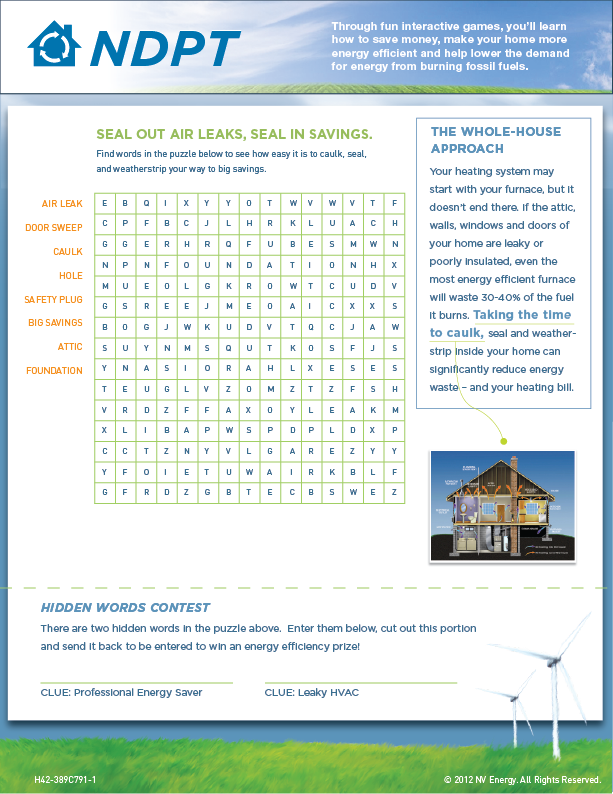 NDPT
Through fun interactive games, you'll learn
how to save money, make your home more
energy efficient and help lower the demand
for energy from burning fossil fuels.
SEAL OUT AIR LEAKS, SEAL IN SAVINGS.
Find words in the puzzle below to see how easy it is to caulk, seal,
and weatherstrip your way to big savings.
AIR LEAK
DOOR SWEEP
CAULK
HOLE
SAFETY PLUG
BIG SAVINGS
ATTIC
FOUNDATION
E B Q I X Y Y O T W V W V T F
C P F B C J L H R K L U A C H
G G E R H R Q F U B E S M W N
N P N F O U N D A T I O N H X
M U E O L G K R O W T C U D V
G S R E E J M E O A I C X X S
B O G J W K U D V T Q C J A W
S U Y N M S Q U T K O S F J S
Y N A S I O R A H L X E S E S
T E U G L V Z O M Z T Z F S H
V R D Z F F A X O Y L E A K M
X L I B A P W S P D P L D X P
C C T Z N Y V L G A R E Z Y Y
Y F O I E T U W A I R K B L F
G F R D Z G B T E C B S W E Z
THE WHOLE-HOUSE
APPROACH
Your heating system may
start with your furnace, but it
doesn't end there. If the attic,
walls, windows and doors of
your home are leaky or
poorly insulated, even the
most energy efficient furnace
will waste 30-40% of the fuel
it burns. Taking the time
to caulk, seal and weather-
strip inside your home can
significantly reduce energy
waste – and your heating bill.
HIDDEN WORDS CONTEST
There are two hidden words in the puzzle above. Enter them below, cut out this portion
and send it back to be entered to win an energy efficiency prize!
CLUE: Professional Energy Saver
CLUE: Leaky HVAC
H42-389C791-1
© 2012 NV Energy. All Rights Reserved.